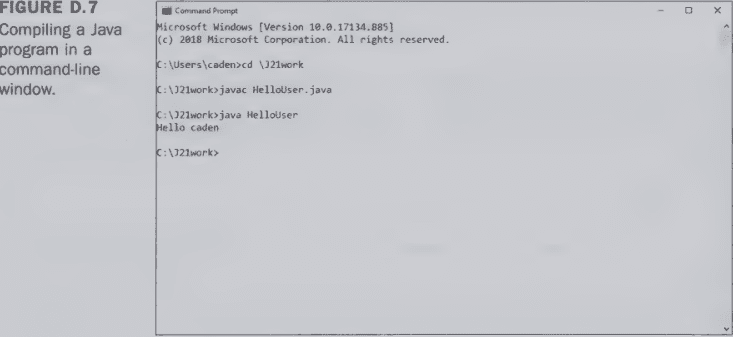 FIGURE D.7
Compiling a Java
program in a
command-line
window.
Command Prompt
Microsoft Windows [Version 10.0.17134.885]
(c) 2018 Microsoft Corporation. All rights reserved.
C:\Users\caden>cd \J21work
C:\J21work>javac HelloUser.java
C:\J21work>java HelloUser
Hello caden
C:\J21work>